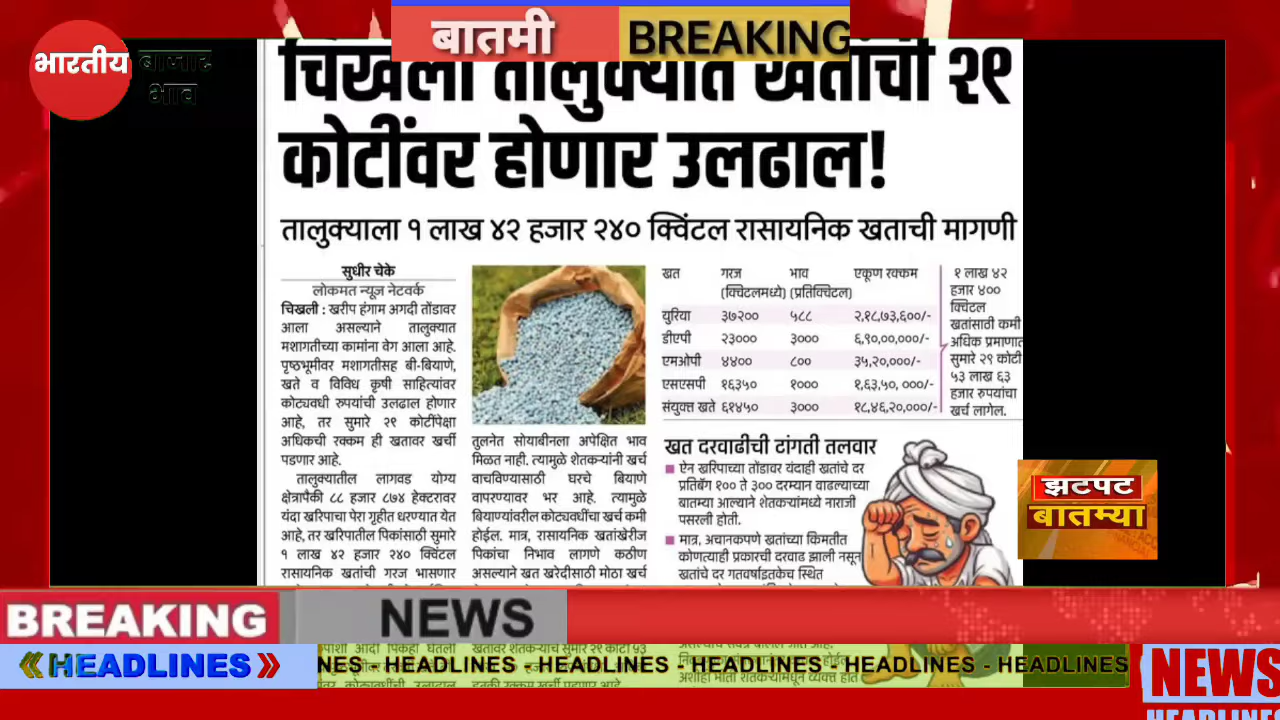 बातमी BREAKING
भारतीय बाजार
भाव
चिखली तालुक्यात खतांची २९
कोटींवर होणार उलढाल!
तालुक्याला १ लाख ४२ हजार २४० क्विंटल रासायनिक खताची मागणी
सुधीर चेके
लोकमत न्यूज नेटवर्क
चिखली : खरीप हंगाम अगदी तोंडावर
आला असल्याने तालुक्यात
मशागतीच्या कामांना वेग आला आहे.
पृष्ठभूमीवर मशागतीसह बी-बियाणे,
खते व विविध कृषी साहित्यांवर
कोट्यवधी रुपयांची उलढाल होणार
आहे, तर सुमारे २९ कोटींपेक्षा
अधिकची रक्कम ही खतावर खर्ची
पडणार आहे.
तालुक्यातील लागवड योग्य
क्षेत्रापैकी ८८ हजार ८७४ हेक्टरावर
यंदा खरिपाचा पेरा गृहीत धरण्यात येत
आहे, तर खरिपातील पिकांसाठी सुमारे
१ लाख ४२ हजार २४० क्विंटल
रासायनिक खतांची गरज भासणार
तुलनेत सोयाबीनला अपेक्षित भाव
मिळत नाही. त्यामुळे शेतकऱ्यांनी खर्च
वाचविण्यासाठी घरचे बियाणे
वापरण्यावर भर आहे. त्यामुळे
बियाण्यांवरील कोट्यवधींचा खर्च कमी
होईल. मात्र, रासायनिक खतांखेरीज
पिकांचा निभाव लागणे कठीण
असल्याने खत खरेदीसाठी मोठा खर्च
खत गरज भाव एकूण रक्कम
(क्विंटलमध्ये) (प्रतिक्विंटल)
युरिया ३७२०० ५८८ २,१८,७३,६००/-
डीएपी २३००० ३००० ६,९०,००,०००/-
एमओपी ४४०० ८०० ३५,२०,०००/-
एसएसपी १६३५० १००० १,६३,५०, ०००/-
संयुक्त खते ६१४५० ३००० १८,४६,२०,०००/-
१ लाख ४२
हजार ४००
क्विंटल
खतांसाठी कमी
अधिक प्रमाणात
सुमारे २९ कोटी
५३ लाख ६३
हजार रुपयांचा
खर्च लागेल.
खत दरवाढीची टांगती तलवार
ऐन खरिपाच्या तोंडावर यंदाही खतांचे दर
प्रतिबॅग १०० ते ३०० दरम्यान वाढल्याच्या
बातम्या आल्याने शेतकऱ्यांमध्ये नाराजी
पसरली होती.
मात्र, अचानकपणे खतांच्या किमतीत
कोणत्याही प्रकारची दरवाढ झाली नसून
खतांचे दर गतवर्षाइतकेच स्थित
झटपट
बातम्या
BREAKING NEWS
HEADLINES NES - HEADLINES - HEADLINES - HEADLINES - HEADLINES - HEADLINES
NEWS
HEADLINES